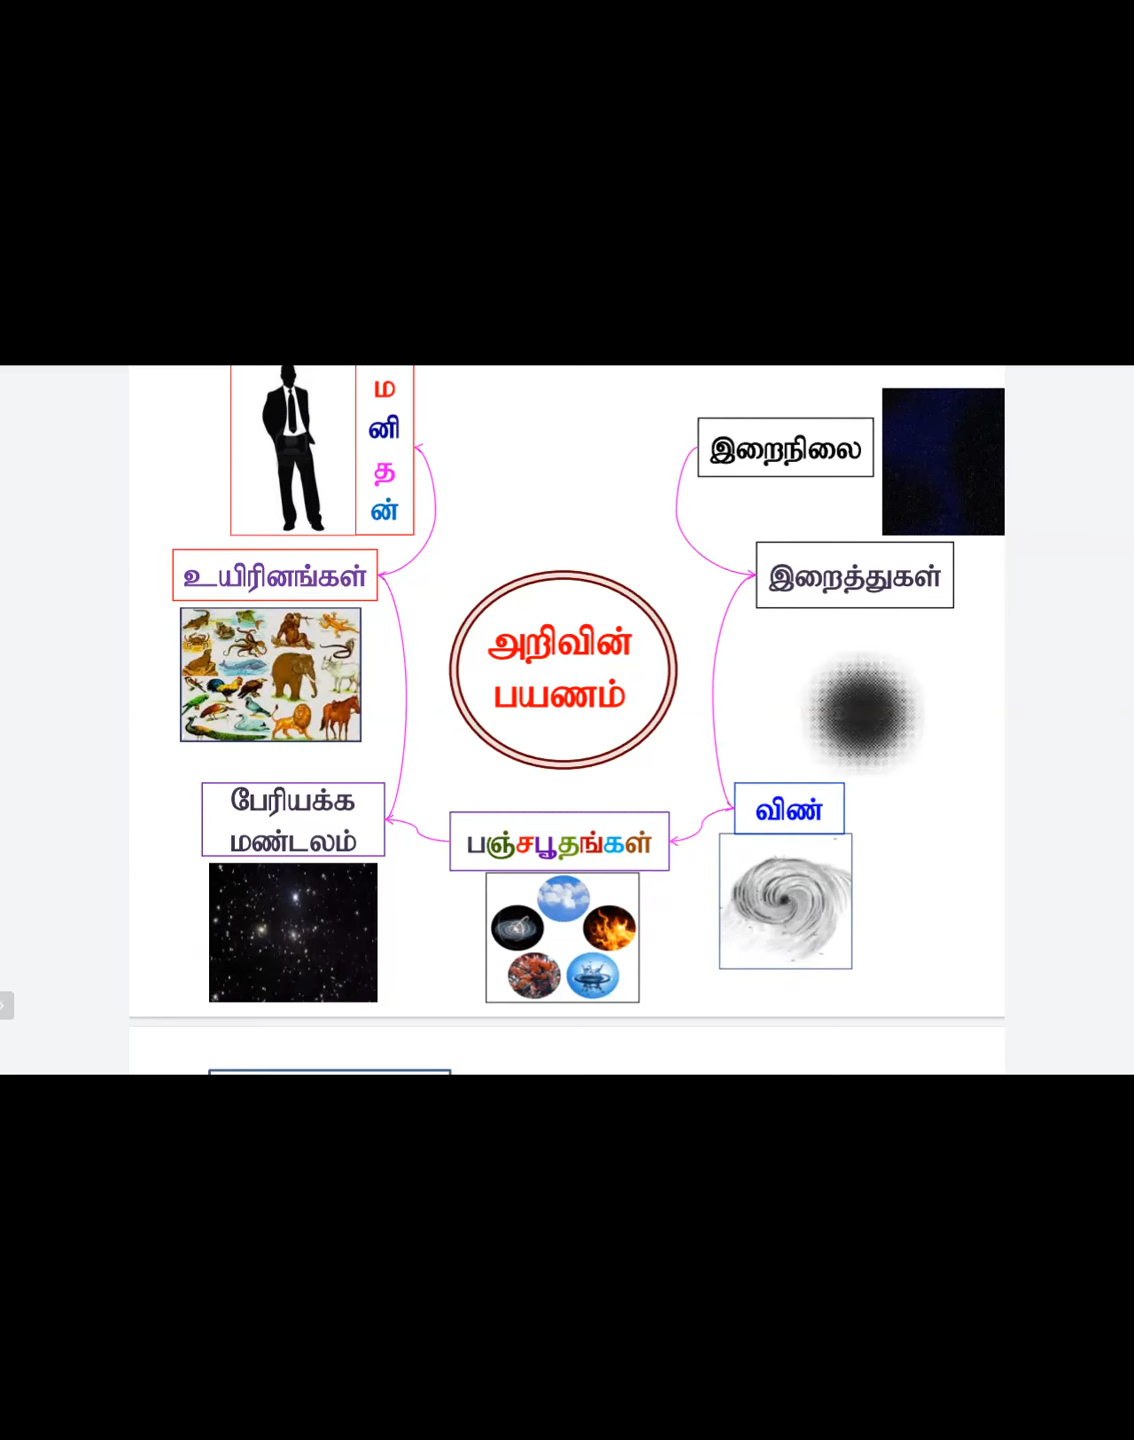 ம
னி
த
ன்
இறைநிலை
உயிரினங்கள்
இறைத்துகள்
அறிவின்
பயணம்
பேரியக்க
மண்டலம்
பஞ்சபூதங்கள்
விண்